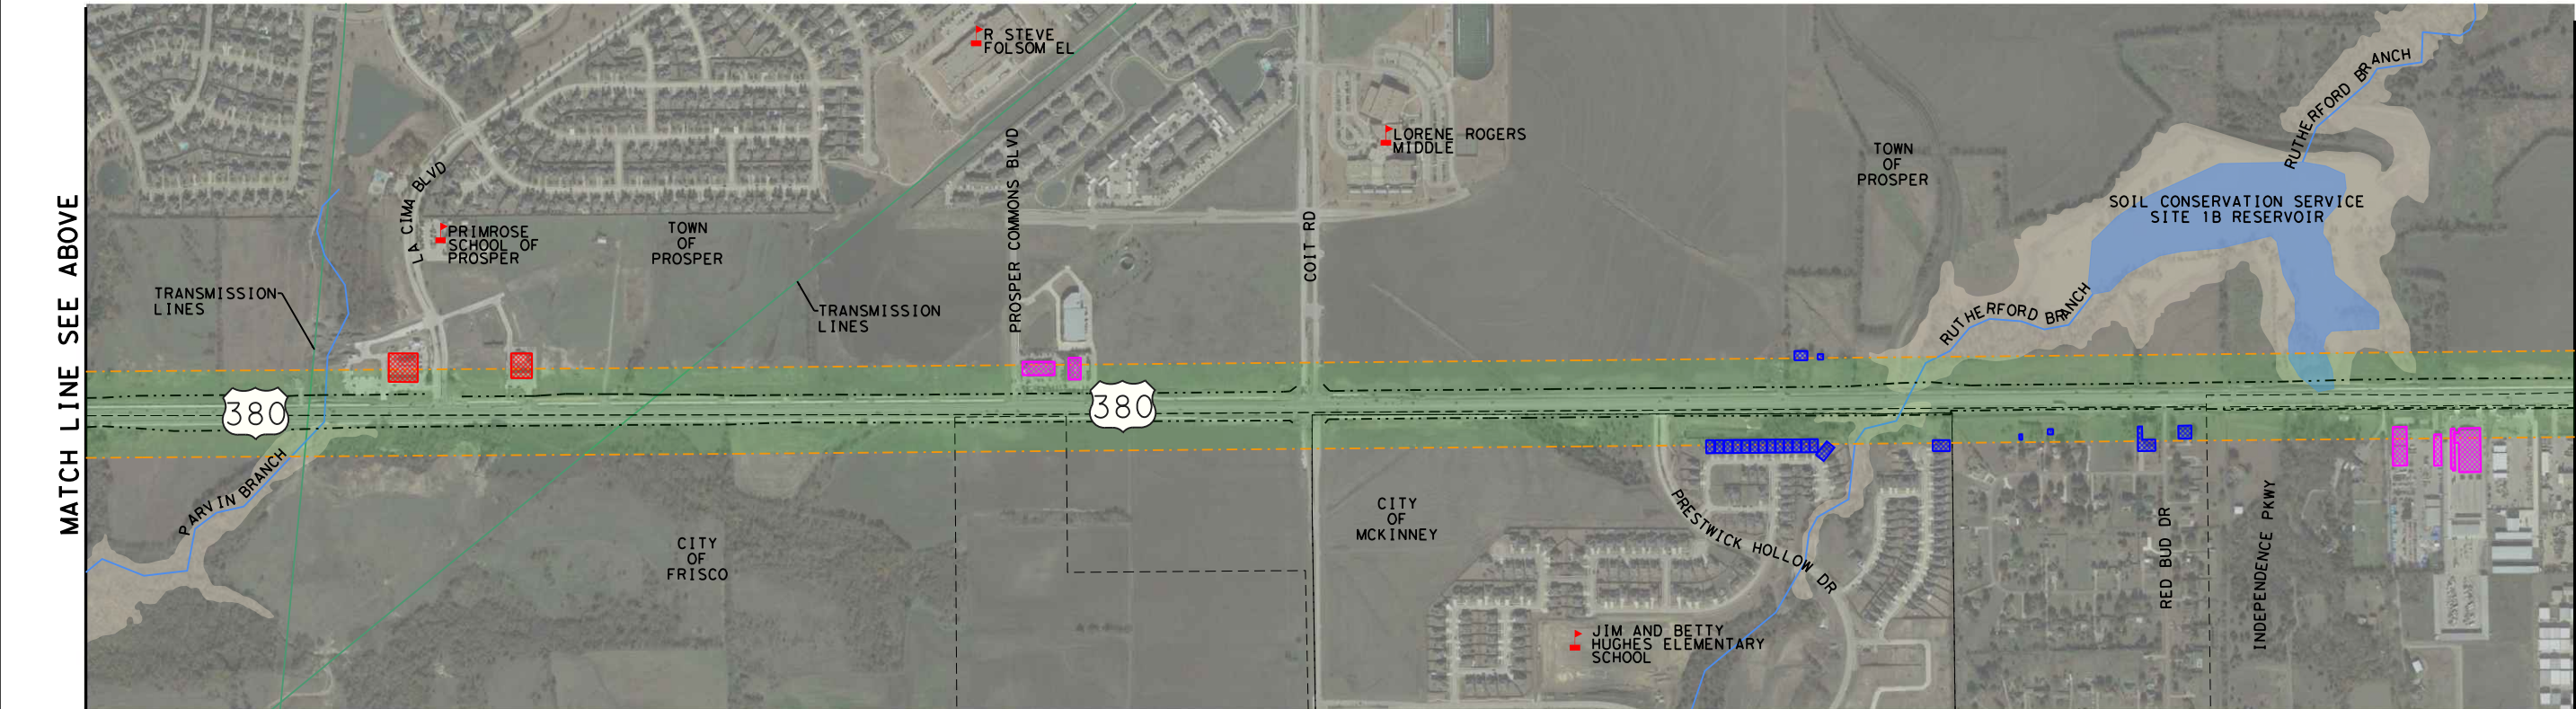 MATCH LINE SEE ABOVE
R STEVE
FOLSOM EL
LORENE ROGERS
MIDDLE
TOWN
OF
PROSPER
RUTHERFORD BRANCH
SOIL CONSERVATION SERVICE
SITE 1B RESERVOIR
LA CIMA BLVD
PRIMROSE
SCHOOL OF
PROSPER
TOWN
OF
PROSPER
PROSPER COMMONS BLVD
COIT RD
TRANSMISSION
LINES
TRANSMISSION
LINES
RUTHERFORD BRANCH
380
380
PARVIN BRANCH
CITY
OF
FRISCO
CITY
OF
MCKINNEY
PRESTWICK HOLLOW DR
RED BUD DR
INDEPENDENCE PKWY
JIM AND BETTY
HUGHES ELEMENTARY
SCHOOL